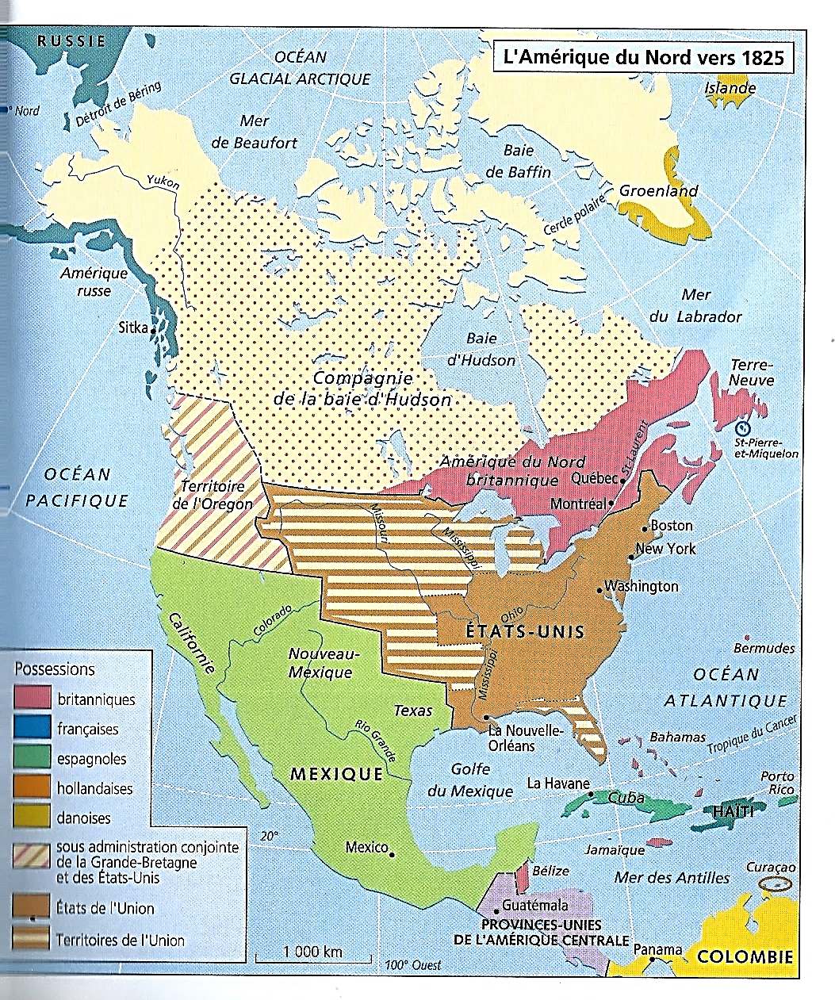 RUSSIE
L'Amérique du Nord vers 1825
OCÉAN
GLACIAL ARCTIQUE
Islande
Détroit de Béring
° Nord
Mer
de Beaufort
Baie
de Baffin
Yukon
Groenland
Cercle polaire
Amérique
russe
Mer
du Labrador
Sitka
Baie
d'Hudson
Terre-
Neuve
Compagnie
de la baie d'Hudson
St-Laurent
St-Pierre-
et-Miquelon
OCÉAN
PACIFIQUE
Amérique du Nord
britannique
Québec
Territoire
de l'Oregon
Montréal
Missouri
Mississippi
Boston
New York
Washington
Colorado
Ohio
ÉTATS-UNIS
Californie
Bermudes
Nouveau-
Mexique
Mississippi
OCÉAN
ATLANTIQUE
Texas
Rio Grande
La Nouvelle-
Orléans
Bahamas
Tropique du Cancer
MEXIQUE
Golfe
du Mexique
La Havane
Cuba
Porto
Rico
HAÏTI
20°
Mexico
Jamaïque
Bélize
Mer des Antilles
Curaçao
Guatémala
PROVINCES-UNIES
DE L'AMÉRIQUE CENTRALE
Panama
COLOMBIE
1 000 km
100° Ouest
Possessions
britanniques
françaises
espagnoles
hollandaises
danoises
sous administration conjointe
de la Grande-Bretagne
et des États-Unis
États de l'Union
Territoires de l'Union